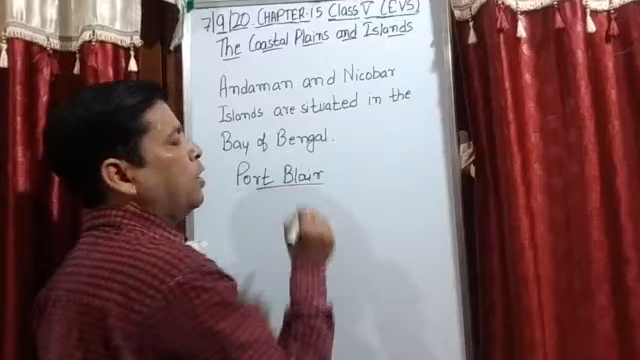 7/9/20. CHAPTER-15 Class V (EVS)
The Coastal Plains and Islands
Andaman and Nicobar
Islands are situated in the
Bay of Bengal.
Port Blair